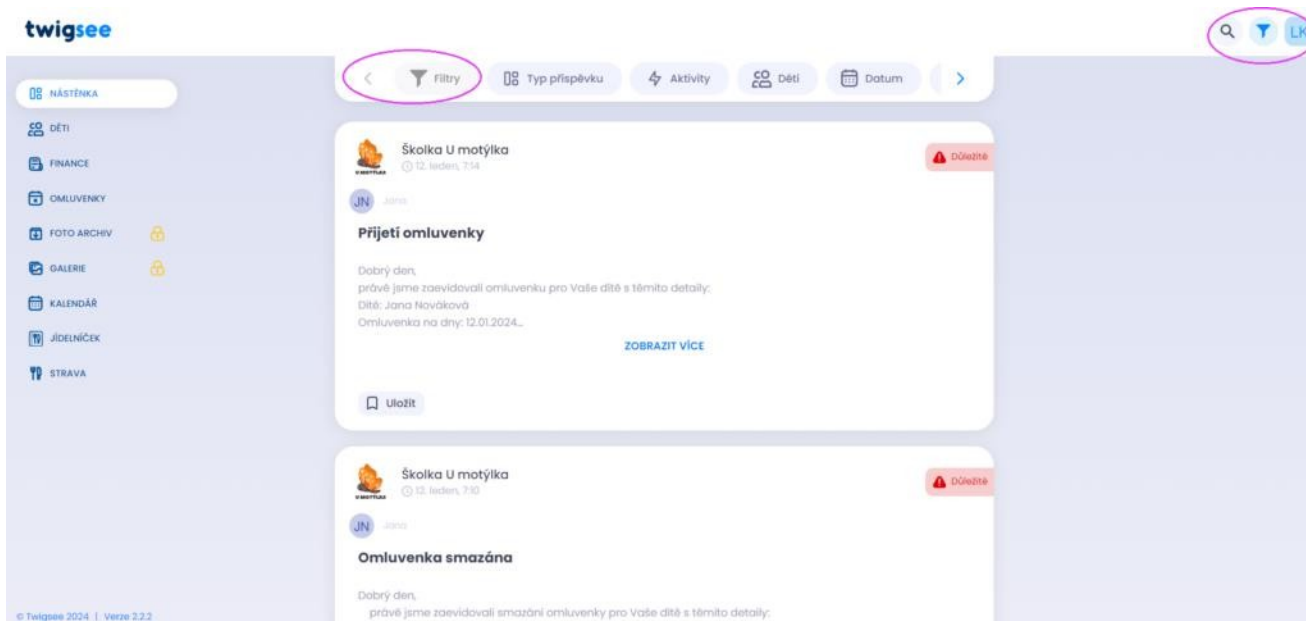 twigsee
LK
Filtry
Typ příspěvku
Aktivity
Děti
Datum
NÁSTĚNKA
DĚTI
FINANCE
OMLUVENKY
FOTO ARCHIV
GALERIE
KALENDÁŘ
JÍDELNÍČEK
STRAVA
© Twigsee 2024 | Verze 2.2.2
Školka U motýlka
12. leden, 7:14
Důležité
U MOTÝLKA
JN Jana
Přijetí omluvenky
Dobrý den,
právě jsme zaevidovali omluvenku pro Vaše dítě s těmito detaily:
Dítě: Jana Nováková
Omluvenka na dny: 12.01.2024...
ZOBRAZIT VÍCE
Uložit
Školka U motýlka
12. leden, 7:10
Důležité
U MOTÝLKA
JN Jana
Omluvenka smazána
Dobrý den,
právě jsme zaevidovali smazání omluvenky pro Vaše dítě s těmito detaily: